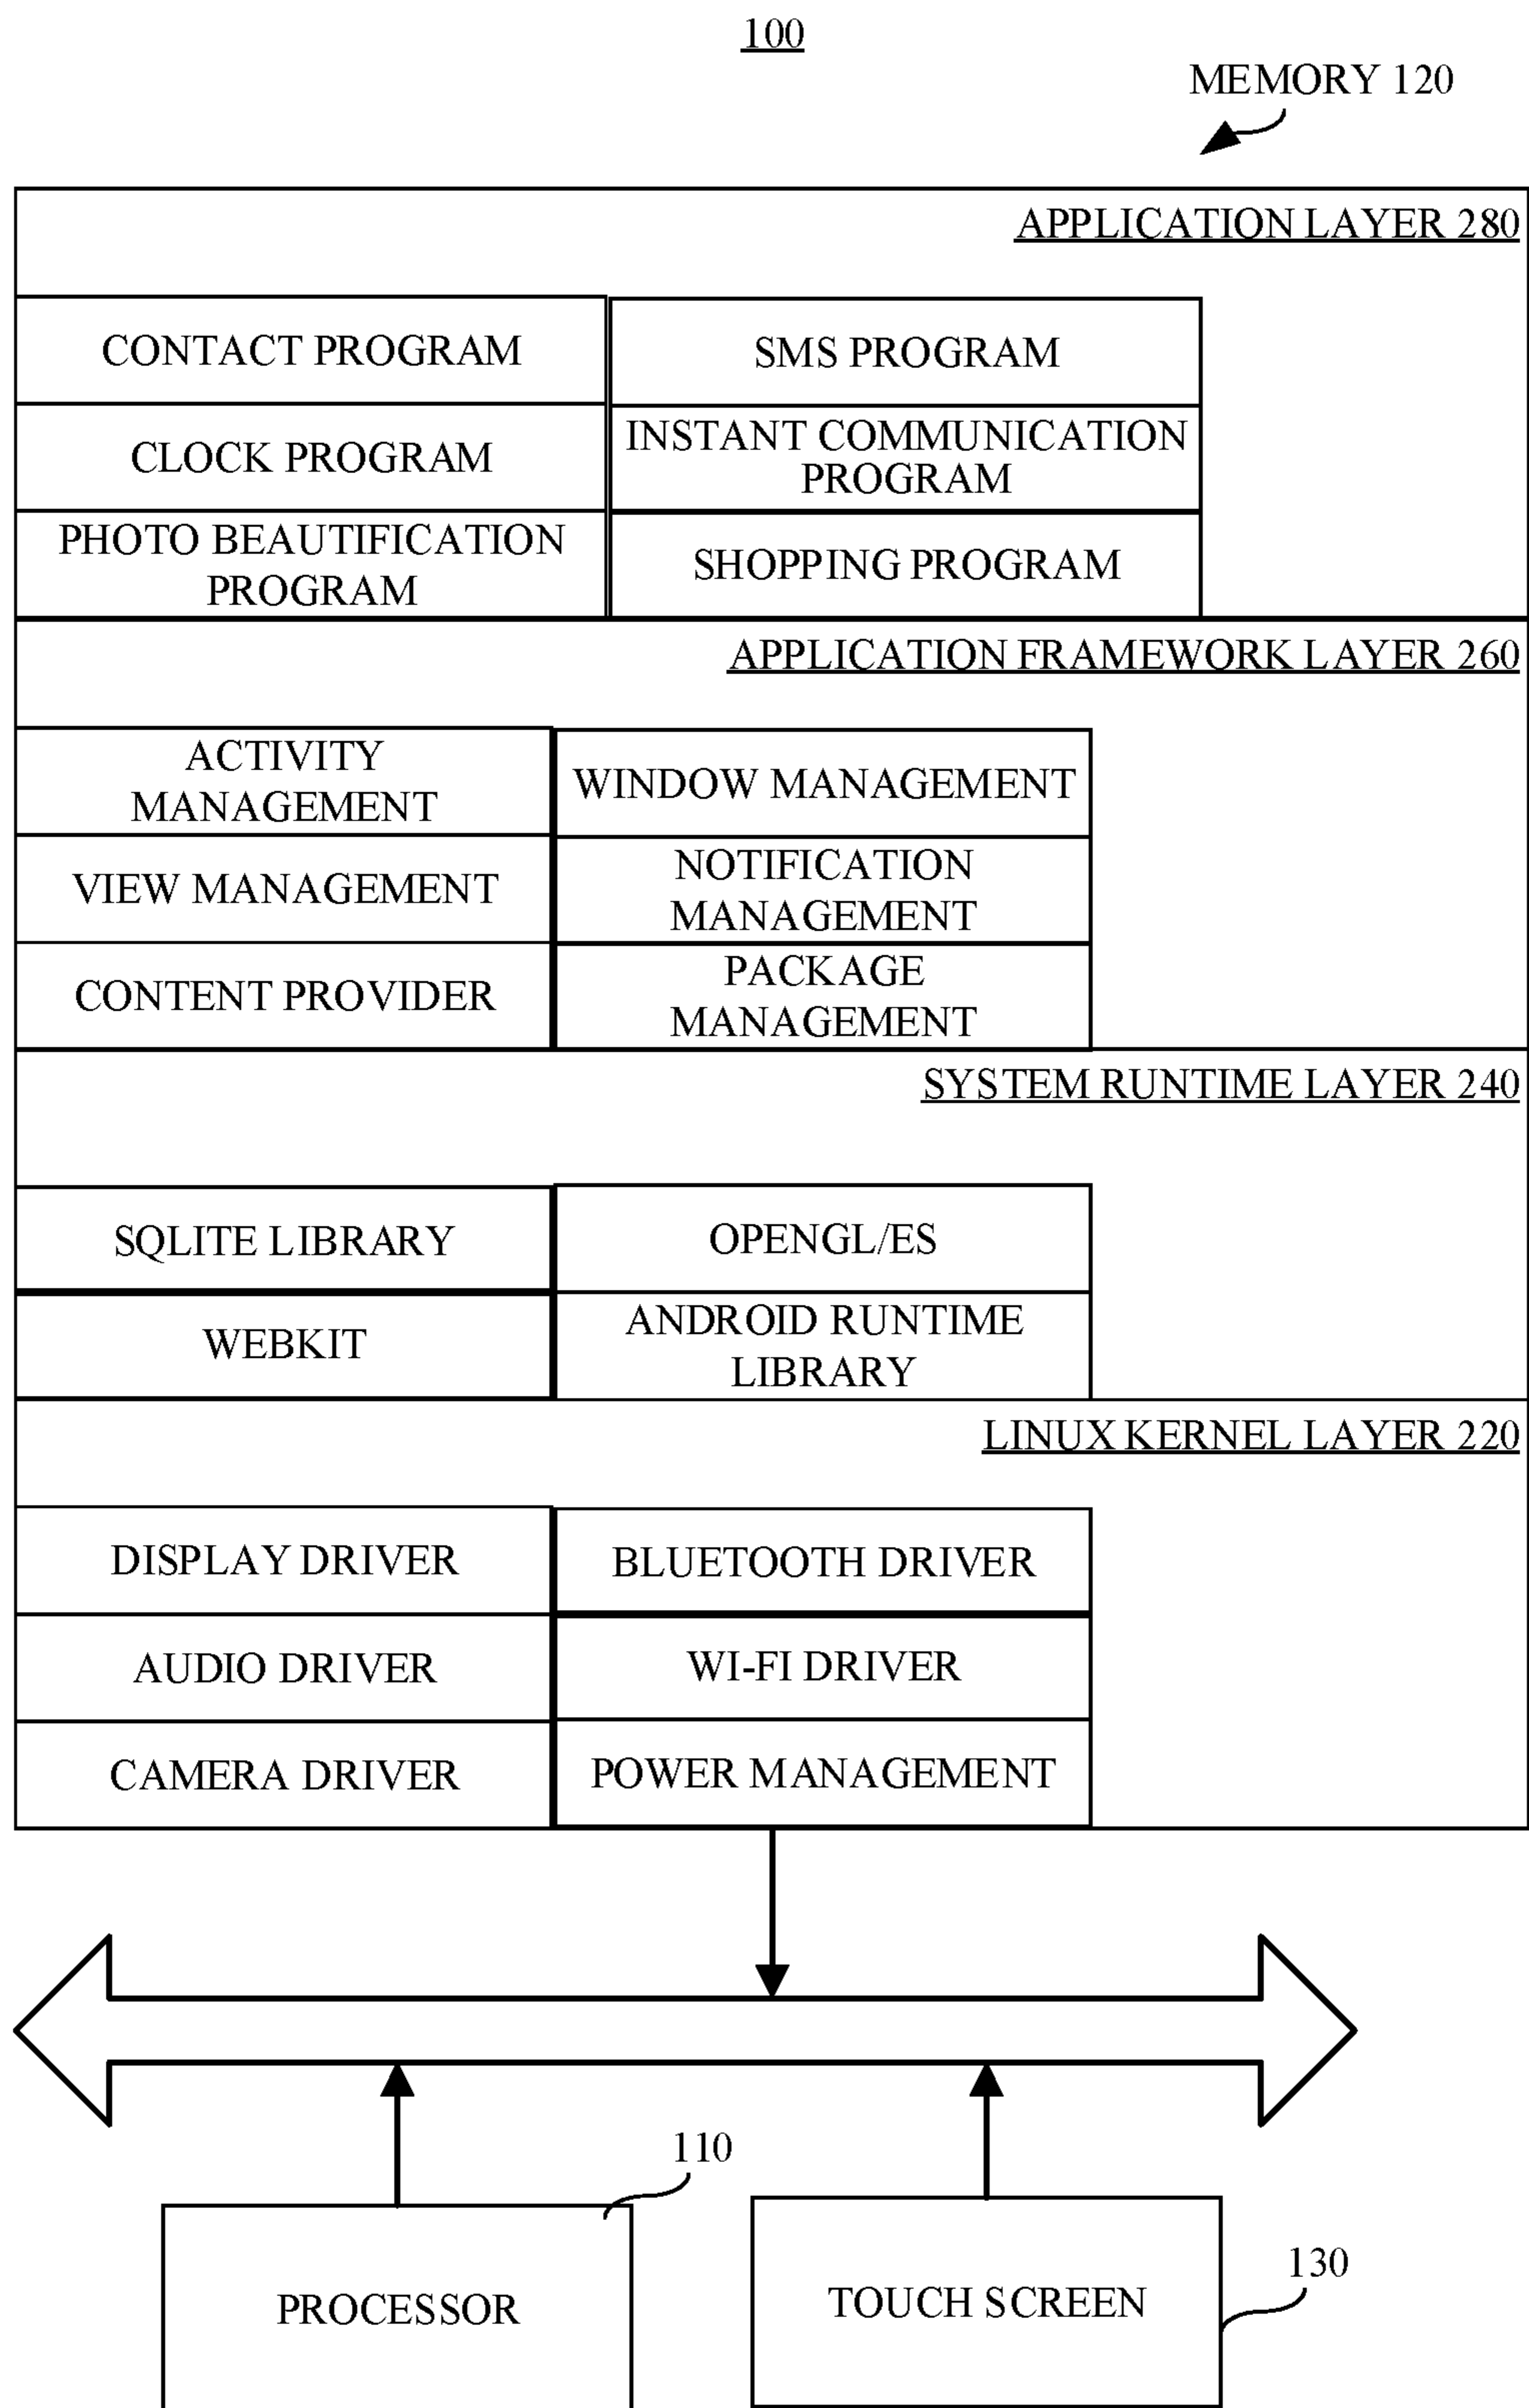 100
MEMORY 120
APPLICATION LAYER 280
CONTACT PROGRAM
SMS PROGRAM
CLOCK PROGRAM
INSTANT COMMUNICATION
PROGRAM
PHOTO BEAUTIFICATION
PROGRAM
SHOPPING PROGRAM
APPLICATION FRAMEWORK LAYER 260
ACTIVITY
MANAGEMENT
WINDOW MANAGEMENT
VIEW MANAGEMENT
NOTIFICATION
MANAGEMENT
CONTENT PROVIDER
PACKAGE
MANAGEMENT
SYSTEM RUNTIME LAYER 240
SQLITE LIBRARY
OPENGL/ES
WEBKIT
ANDROID RUNTIME
LIBRARY
LINUX KERNEL LAYER 220
DISPLAY DRIVER
BLUETOOTH DRIVER
AUDIO DRIVER
WI-FI DRIVER
CAMERA DRIVER
POWER MANAGEMENT
110
PROCESSOR
TOUCH SCREEN
130